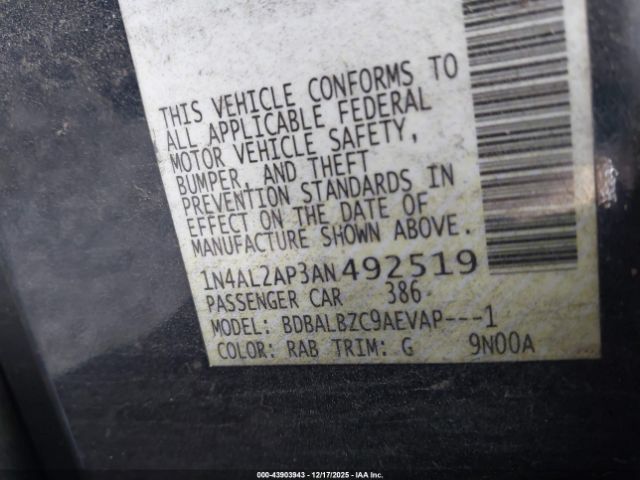 THIS VEHICLE CONFORMS TO
ALL APPLICABLE FEDERAL
MOTOR VEHICLE SAFETY,
BUMPER, AND THEFT
PREVENTION STANDARDS IN
EFFECT ON THE DATE OF
MANUFACTURE SHOWN ABOVE.
1N4AL2AP3AN492519
PASSENGER CAR 386
MODEL: BDBALBZC9AEVAP---1
COLOR: RAB TRIM: G 9N00A
000-43903943 - 12/17/2025 - IAA Inc.